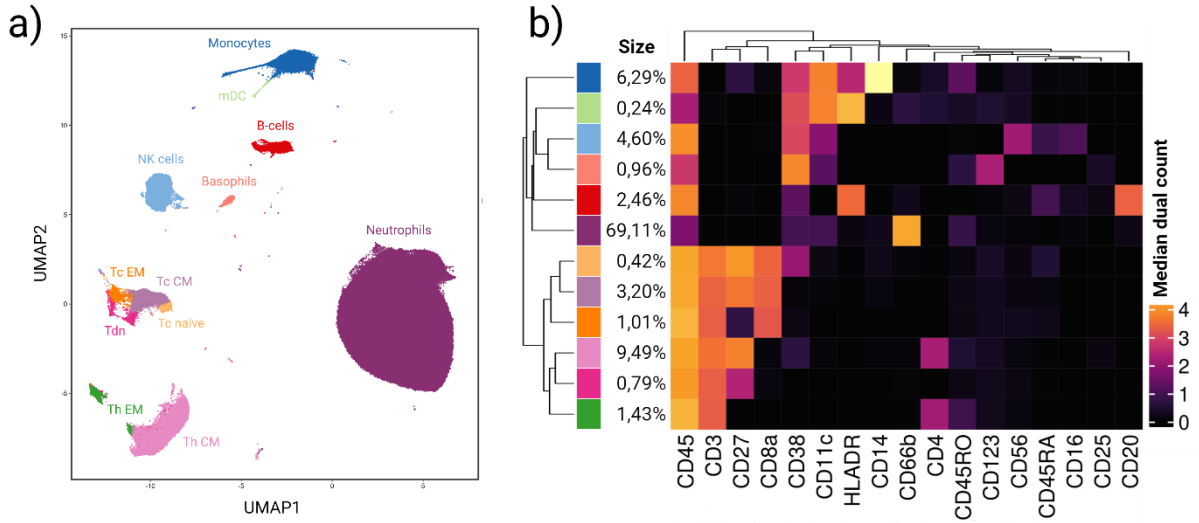 a)
15
10
5
0
-5
-10
-5
0
5
UMAP1
UMAP2
Monocytes
mDC
B-cells
NK cells
Basophils
Neutrophils
Tc EM
Tc CM
Tc naive
Tdn
Th EM
Th CM
b)
Size
6,29%
0,24%
4,60%
0,96%
2,46%
69,11%
0,42%
3,20%
1,01%
9,49%
0,79%
1,43%
CD45
CD3
CD27
CD8a
CD38
CD11c
HLADR
CD14
CD66b
CD4
CD45RO
CD123
CD56
CD45RA
CD16
CD25
CD20
Median dual count
4
3
2
1
0